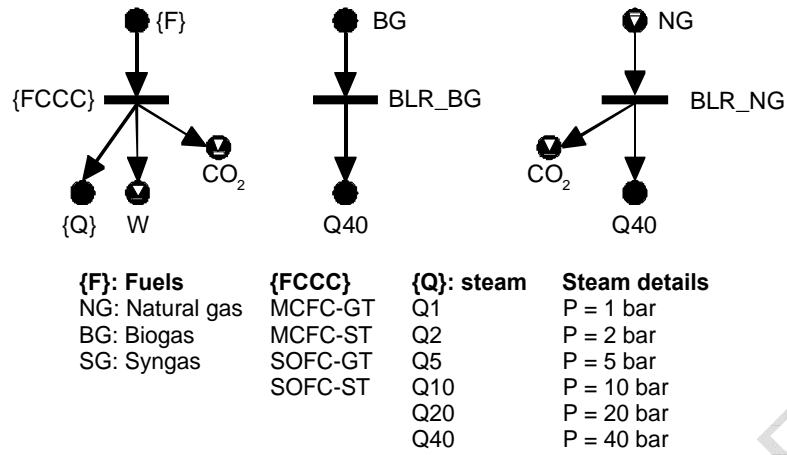 {F} BG NG
{FCCC} BLR_BG BLR_NG
CO2 CO2
{Q} W Q40 Q40
{F}: Fuels {FCCC} {Q}: steam Steam details
NG: Natural gas MCFC-GT Q1 P = 1 bar
BG: Biogas MCFC-ST Q2 P = 2 bar
SG: Syngas SOFC-GT Q5 P = 5 bar
SOFC-ST Q10 P = 10 bar
Q20 P = 20 bar
Q40 P = 40 bar